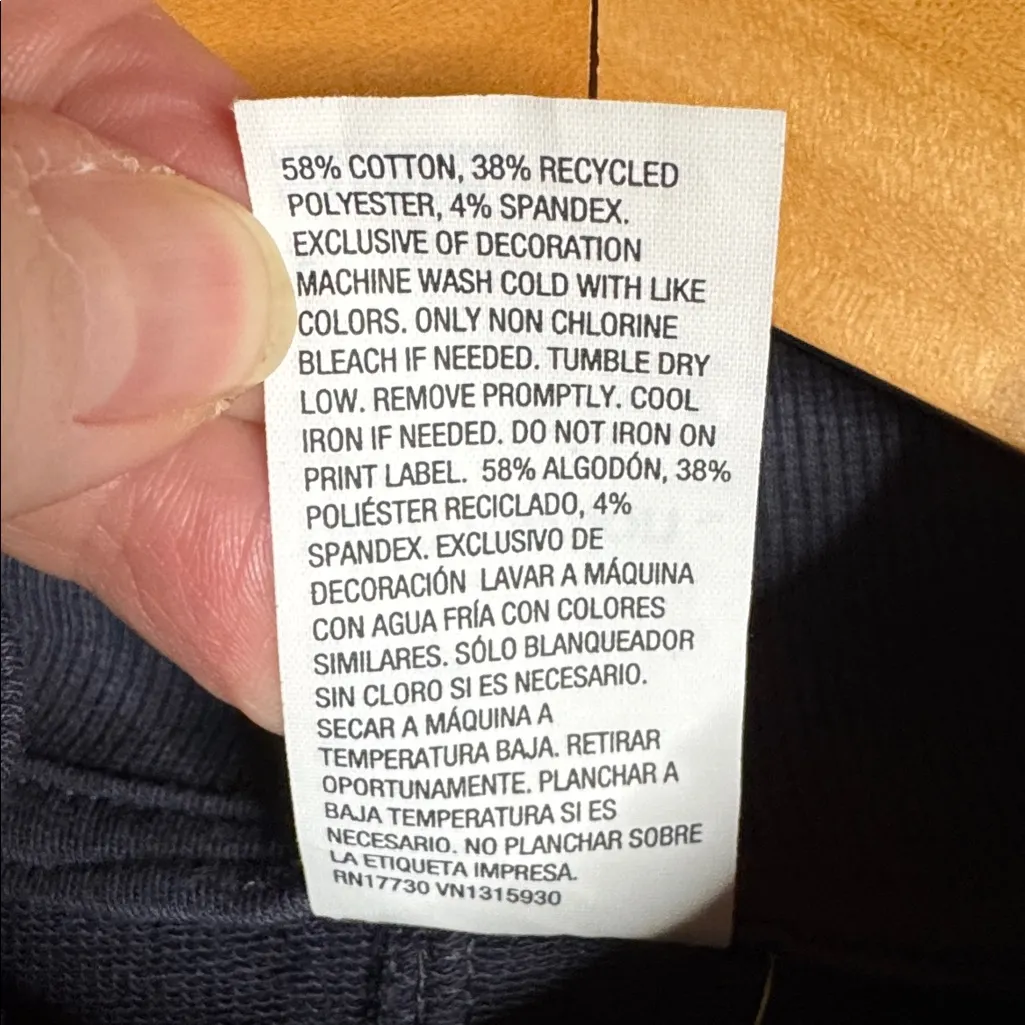 58% COTTON, 38% RECYCLED
POLYESTER, 4% SPANDEX.
EXCLUSIVE OF DECORATION
MACHINE WASH COLD WITH LIKE
COLORS. ONLY NON CHLORINE
BLEACH IF NEEDED. TUMBLE DRY
LOW. REMOVE PROMPTLY. COOL
IRON IF NEEDED. DO NOT IRON ON
PRINT LABEL. 58% ALGODÓN, 38%
POLIÉSTER RECICLADO, 4%
SPANDEX. EXCLUSIVO DE
DECORACIÓN LAVAR A MÁQUINA
CON AGUA FRÍA CON COLORES
SIMILARES. SÓLO BLANQUEADOR
SIN CLORO SI ES NECESARIO.
SECAR A MÁQUINA A
TEMPERATURA BAJA. RETIRAR
OPORTUNAMENTE. PLANCHAR A
BAJA TEMPERATURA SI ES
NECESARIO. NO PLANCHAR SOBRE
LA ETIQUETA IMPRESA.
RN17730 VN1315930